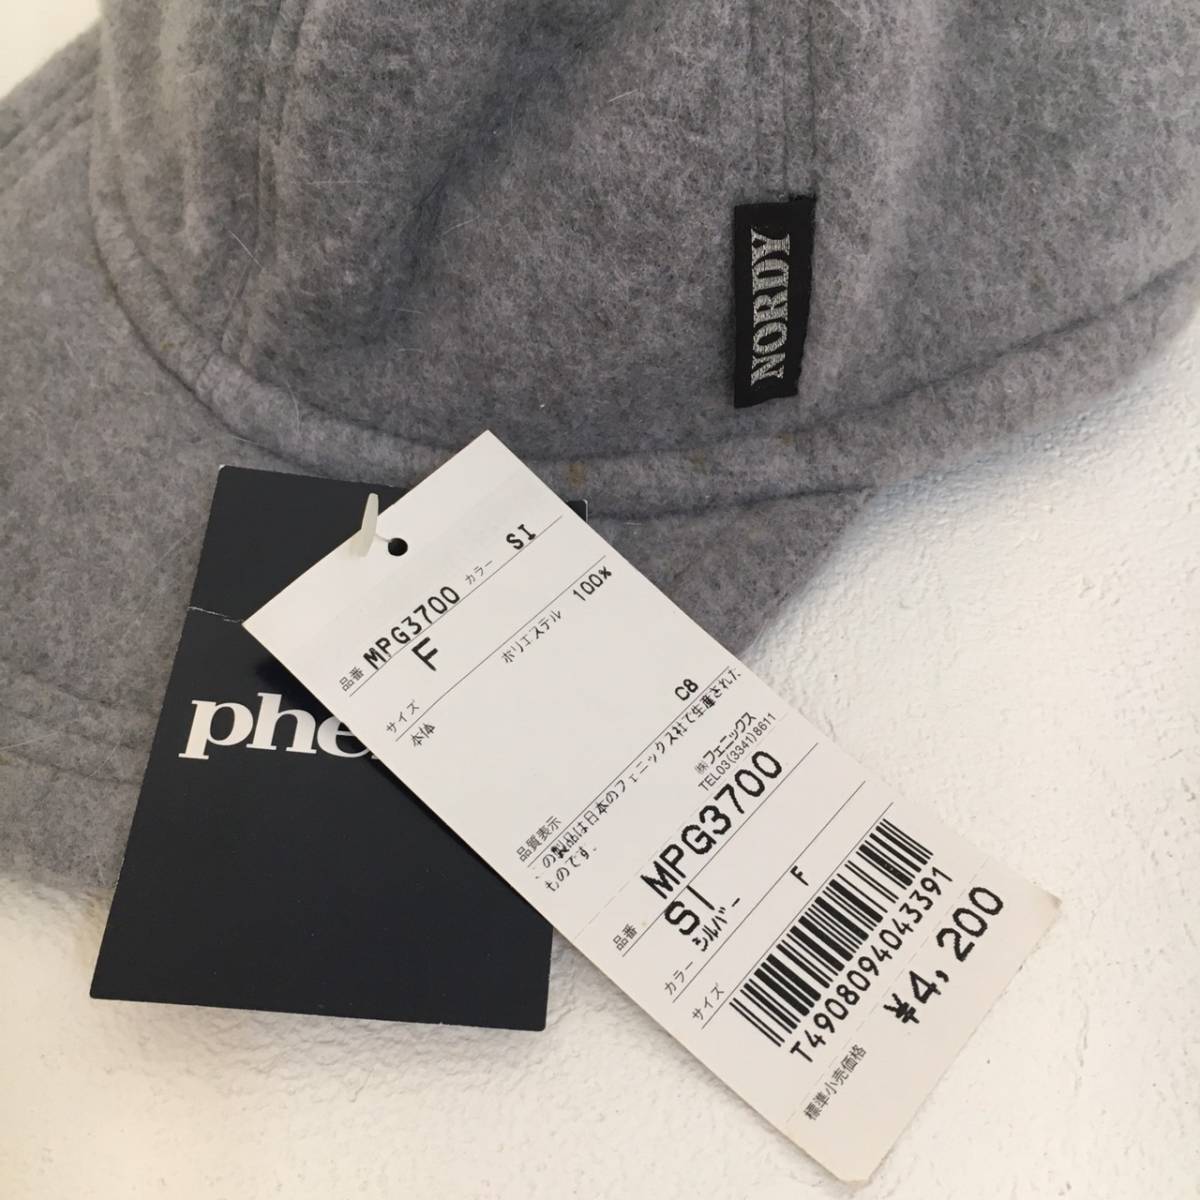 NORDY
phe
品番 MPG3700 カラー SI
サイズ F
本体 ポリエステル 100%
C8
品質表示
この製品は日本のフェニックス社で生産された
ものです.
㈱フェニックス
TEL03(3341)8611
品番 MPG3700
カラー SI
シルバー
サイズ F
T4908094043391
標準小売価格 ¥4,200